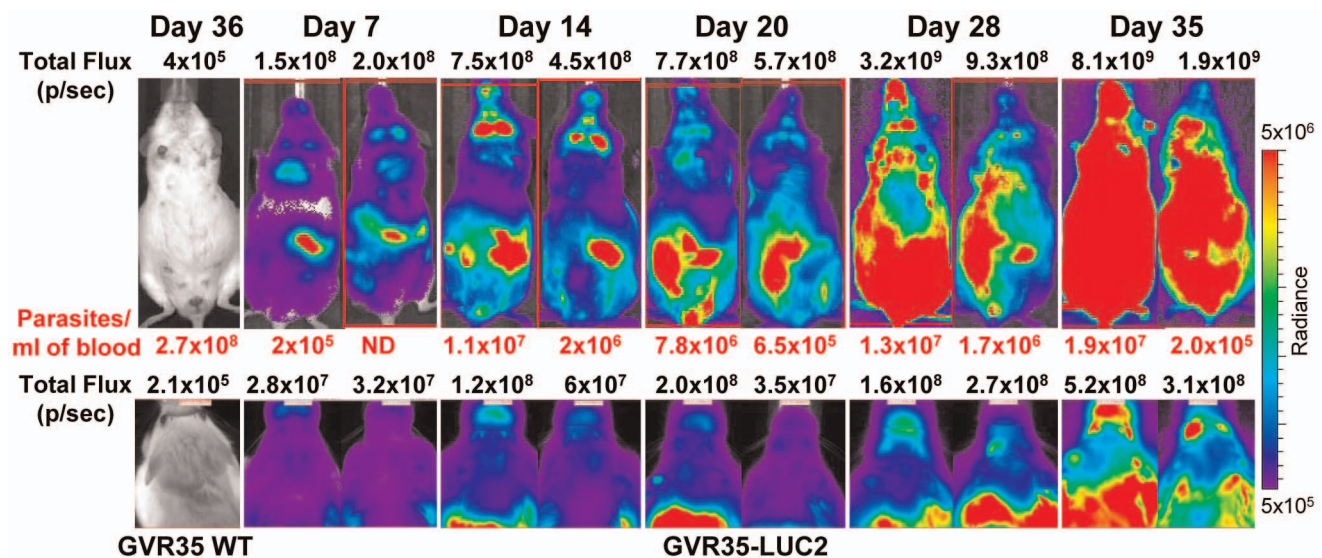 Day 36 Day 7 Day 14 Day 20 Day 28 Day 35
Total Flux 4x10⁵ 1.5x10⁸ 2.0x10⁸ 7.5x10⁸ 4.5x10⁸ 7.7x10⁸ 5.7x10⁸ 3.2x10⁹ 9.3x10⁸ 8.1x10⁹ 1.9x10⁹
(p/sec)
5x10⁶
Radiance
5x10⁵
Parasites/
ml of blood 2.7x10⁸ 2x10⁵ ND 1.1x10⁷ 2x10⁶ 7.8x10⁶ 6.5x10⁵ 1.3x10⁷ 1.7x10⁶ 1.9x10⁷ 2.0x10⁵
Total Flux 2.1x10⁵ 2.8x10⁷ 3.2x10⁷ 1.2x10⁸ 6x10⁷ 2.0x10⁸ 3.5x10⁷ 1.6x10⁸ 2.7x10⁸ 5.2x10⁸ 3.1x10⁸
(p/sec)
GVR35 WT GVR35-LUC2